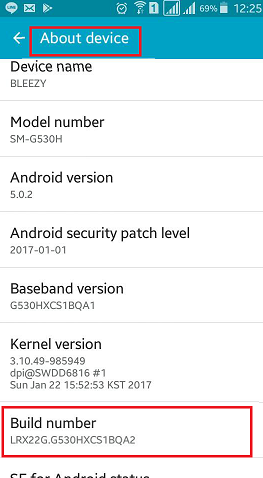 69% 12:25
About device
Device name
BLEEZY
Model number
SM-G530H
Android version
5.0.2
Android security patch level
2017-01-01
Baseband version
G530HXCS1BQA1
Kernel version
3.10.49-985949
dpi@SWDD6816 #1
Sun Jan 22 15:52:53 KST 2017
Build number
LRX22G.G530HXCS1BQA2
SE for Android status